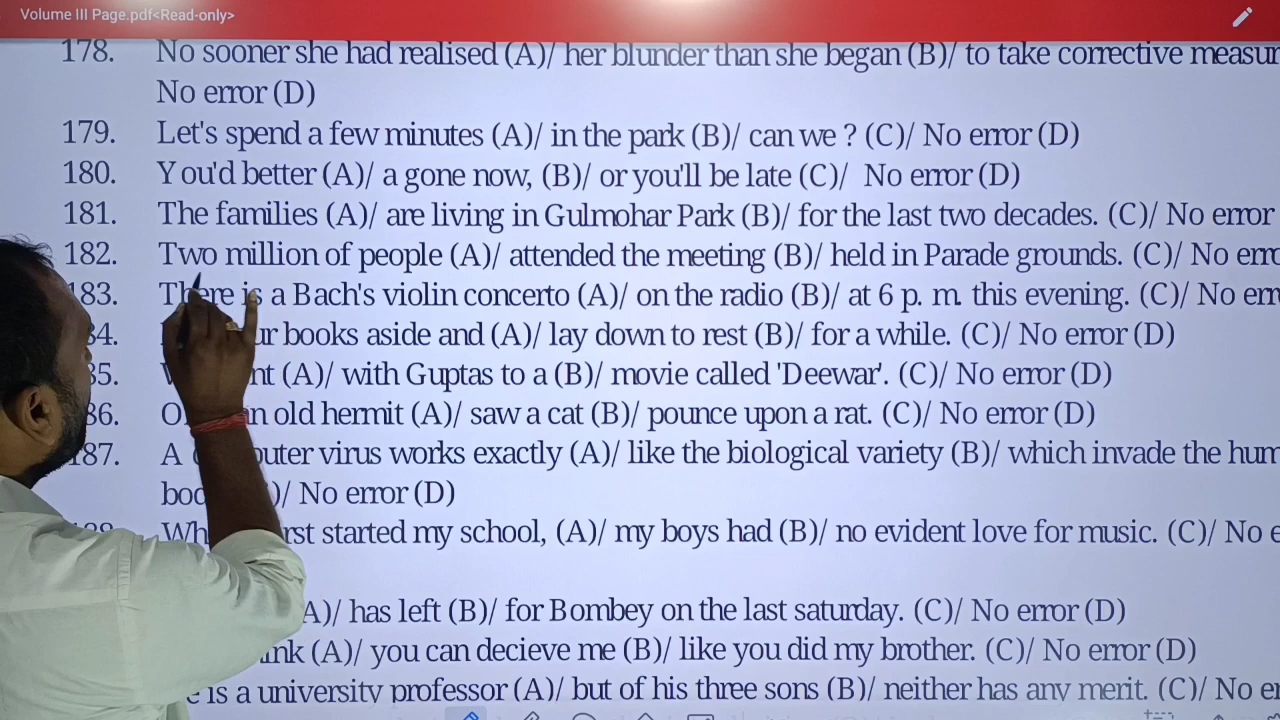 Volume III Page.pdf<Read-only>
178. No sooner she had realised (A)/ her blunder than she began (B)/ to take corrective measur
No error (D)
179. Let's spend a few minutes (A)/ in the park (B)/ can we ? (C)/ No error (D)
180. You'd better (A)/ a gone now, (B)/ or you'll be late (C)/ No error (D)
181. The families (A)/ are living in Gulmohar Park (B)/ for the last two decades. (C)/ No error
182. Two million of people (A)/ attended the meeting (B)/ held in Parade grounds. (C)/ No erro
183. There is a Bach's violin concerto (A)/ on the radio (B)/ at 6 p. m. this evening. (C)/ No err
84. ur books aside and (A)/ lay down to rest (B)/ for a while. (C)/ No error (D)
85. nt (A)/ with Guptas to a (B)/ movie called 'Deewar'. (C)/ No error (D)
86. O n old hermit (A)/ saw a cat (B)/ pounce upon a rat. (C)/ No error (D)
187. A uter virus works exactly (A)/ like the biological variety (B)/ which invade the hum
bod )/ No error (D)
Wh rst started my school, (A)/ my boys had (B)/ no evident love for music. (C)/ No e
A)/ has left (B)/ for Bombey on the last saturday. (C)/ No error (D)
ink (A)/ you can decieve me (B)/ like you did my brother. (C)/ No error (D)
e is a university professor (A)/ but of his three sons (B)/ neither has any merit. (C)/ No er